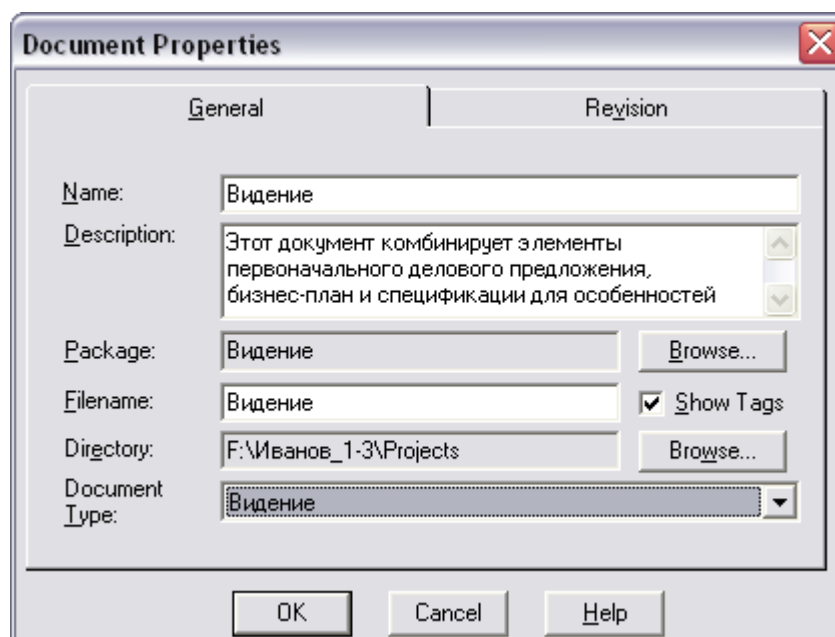 Document Properties
General Revision
Name: Видение
Description: Этот документ комбинирует элементы
первоначального делового предложения,
бизнес-план и спецификации для особенностей
Package: Видение Browse...
Filename: Видение Show Tags
Directory: F:\Иванов_1-3\Projects Browse...
Document
Type: Видение
OK Cancel Help